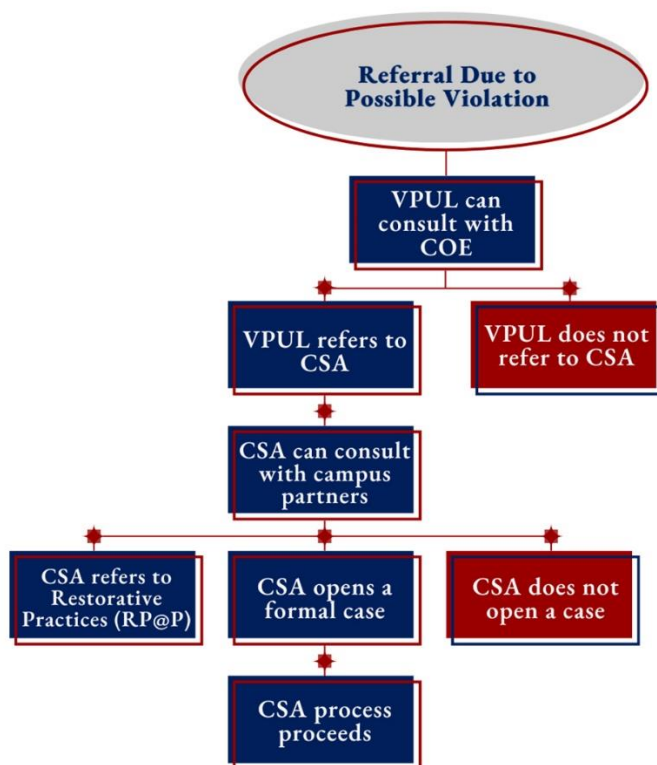 Referral Due to
Possible Violation
VPUL can
consult with
COE
VPUL refers to
CSA
VPUL does not
refer to CSA
CSA can consult
with campus
partners
CSA refers to
Restorative
Practices (RP@P)
CSA opens a
formal case
CSA does not
open a case
CSA process
proceeds